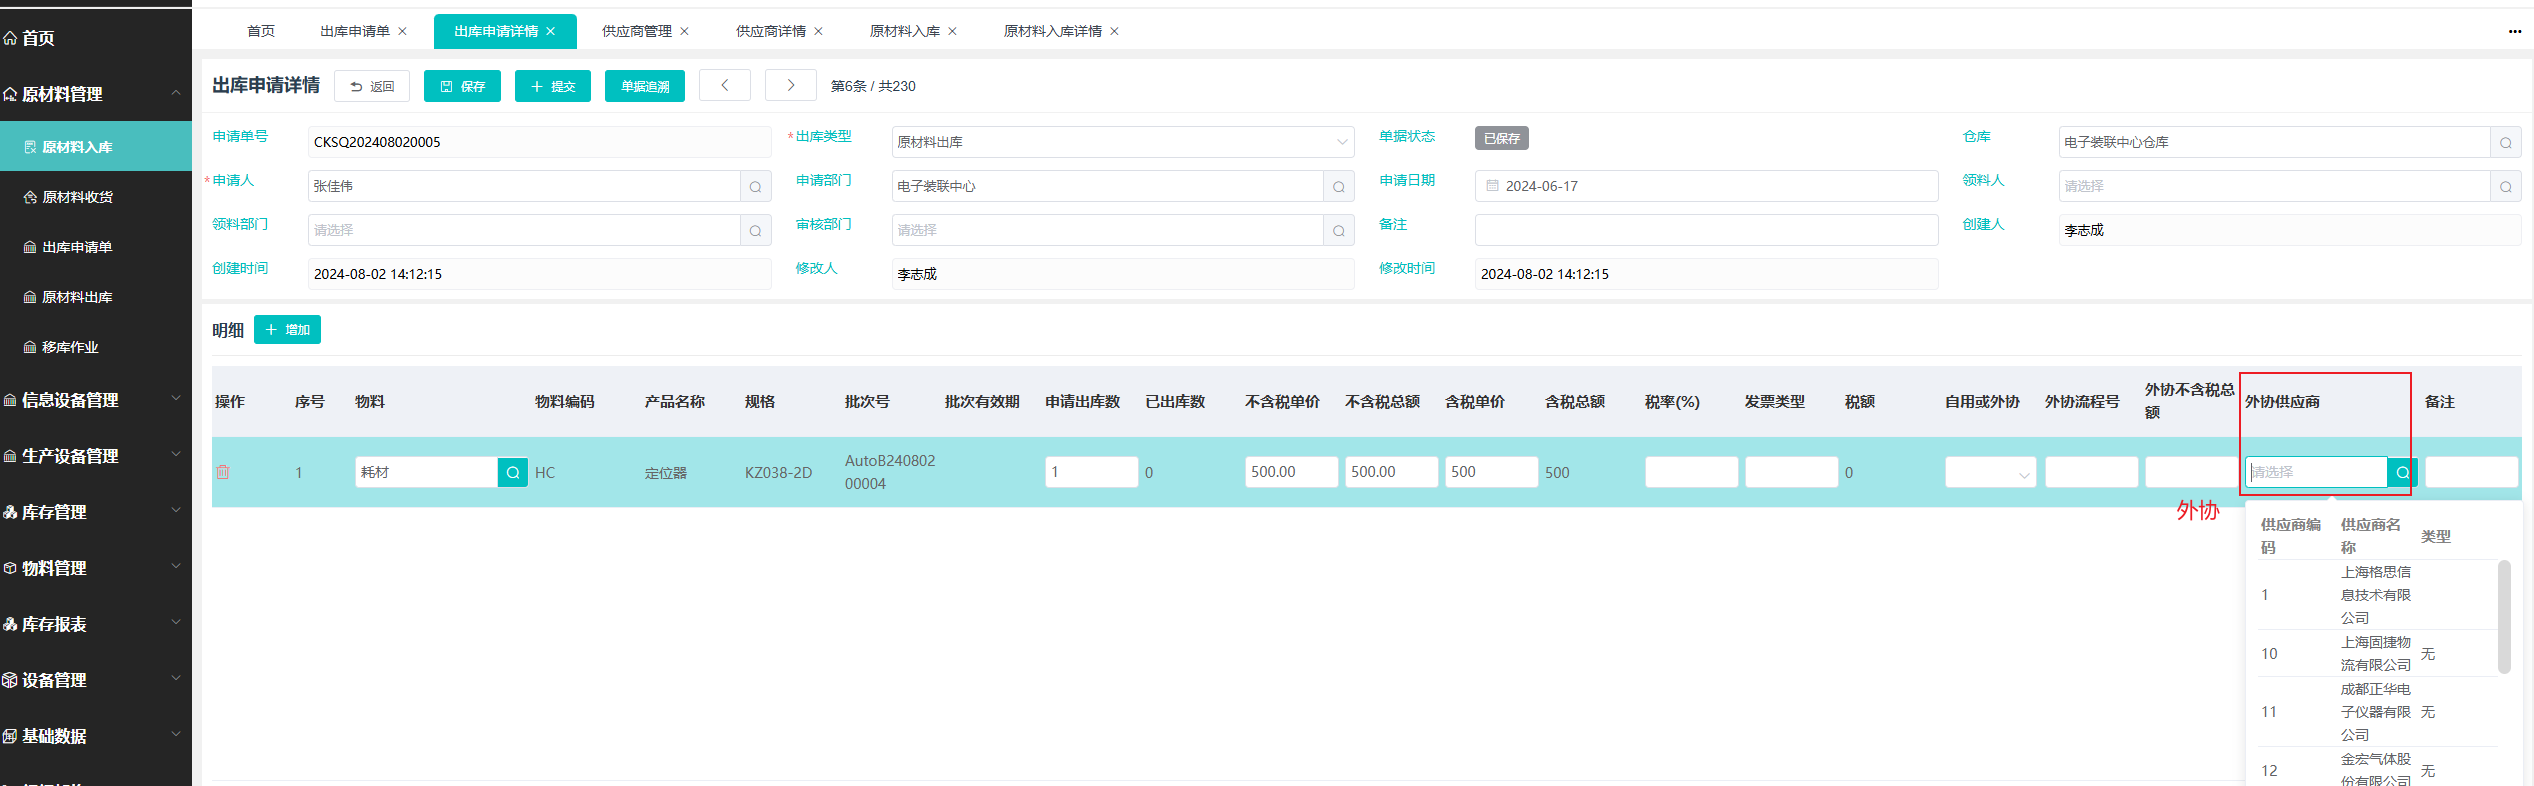 首页
原材料管理
原材料入库
原材料收货
出库申请单
原材料出库
移库作业
信息设备管理
生产设备管理
库存管理
物料管理
库存报表
设备管理
基础数据
首页 出库申请单 出库申请详情 供应商管理 供应商详情 原材料入库 原材料入库详情
出库申请详情 返回 保存 提交 单据追溯 第6条 / 共230
申请单号 CKSQ202408020005 *出库类型 原材料出库 单据状态 已保存 仓库 电子装联中心仓库
*申请人 张佳伟 申请部门 电子装联中心 申请日期 2024-06-17 领料人 请选择
领料部门 请选择 审核部门 请选择 备注 创建人 李志成
创建时间 2024-08-02 14:12:15 修改人 李志成 修改时间 2024-08-02 14:12:15
明细 增加
操作 序号 物料 物料编码 产品名称 规格 批次号 批次有效期 申请出库数 已出库数 不含税单价 不含税总额 含税单价 含税总额 税率(%) 发票类型 税额 自用或外协 外协流程号 外协不含税总
额 外协供应商 备注
1 耗材 HC 定位器 KZ038-2D AutoB240802
00004 1 0 500.00 500.00 500 500 0 请选择
外协
供应商编
码 供应商名
称 类型
1 上海格思信
息技术有限
公司
10 上海固捷物
流有限公司 无
11 成都正华电
子仪器有限
公司 无
12 金宏气体股
份有限公司 无